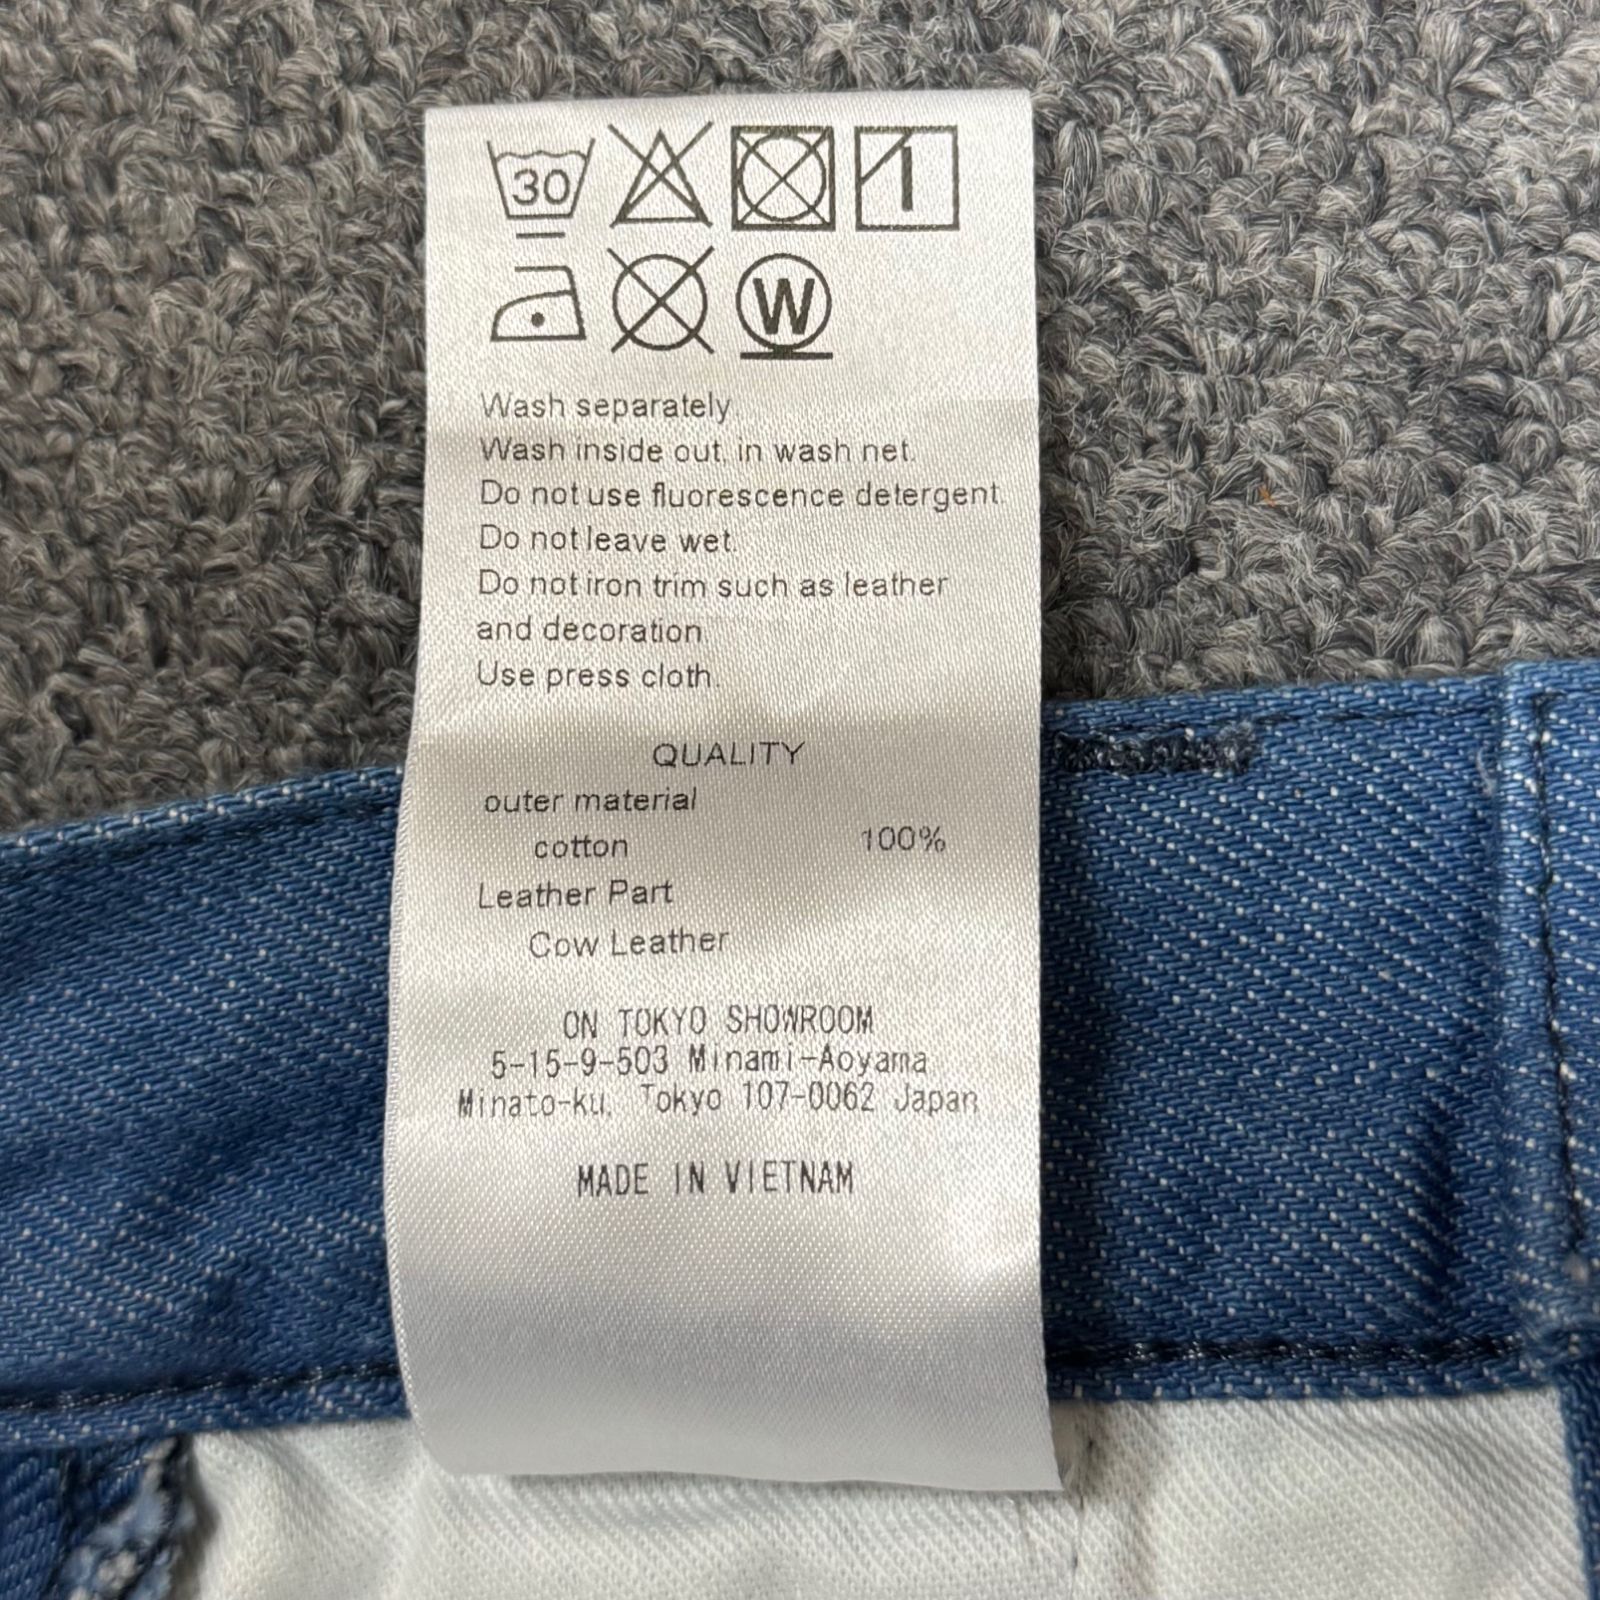 30
W
Wash separately.
Wash inside out, in wash net.
Do not use fluorescence detergent
Do not leave wet.
Do not iron trim such as leather
and decoration
Use press cloth.
QUALITY
outer material
cotton 100%
Leather Part
Cow Leather
ON TOKYO SHOWROOM
5-15-9-503 Minami-Aoyama
Minato-ku, Tokyo 107-0062 Japan
MADE IN VIETNAM